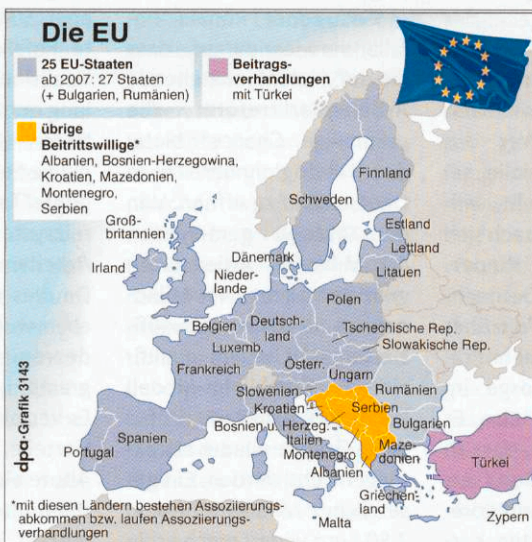 Die EU
25 EU-Staaten
ab 2007: 27 Staaten
(+ Bulgarien, Rumänien)
Beitrags-
verhandlungen
mit Türkei
übrige
Beitrittswillige*
Albanien, Bosnien-Herzegowina,
Kroatien, Mazedonien,
Montenegro,
Serbien
Finnland
Schweden
Groß-
britannien
Estland
Lettland
Irland
Dänemark
Litauen
Nieder-
lande
Polen
Belgien
Deutsch-
land
Tschechische Rep.
Luxemb.
Slowakische Rep.
Frankreich
Österr.
Ungarn
Slowenien
Rumänien
Kroatien
Serbien
Bosnien u. Herzeg.
Bulgarien
Italien
Spanien
Portugal
Montenegro
Maze-
donien
Albanien
Türkei
Griechen-
land
Malta
Zypern
*mit diesen Ländern bestehen Assoziierungs-
abkommen bzw. laufen Assoziierungs-
verhandlungen
dpa-Grafik 3143